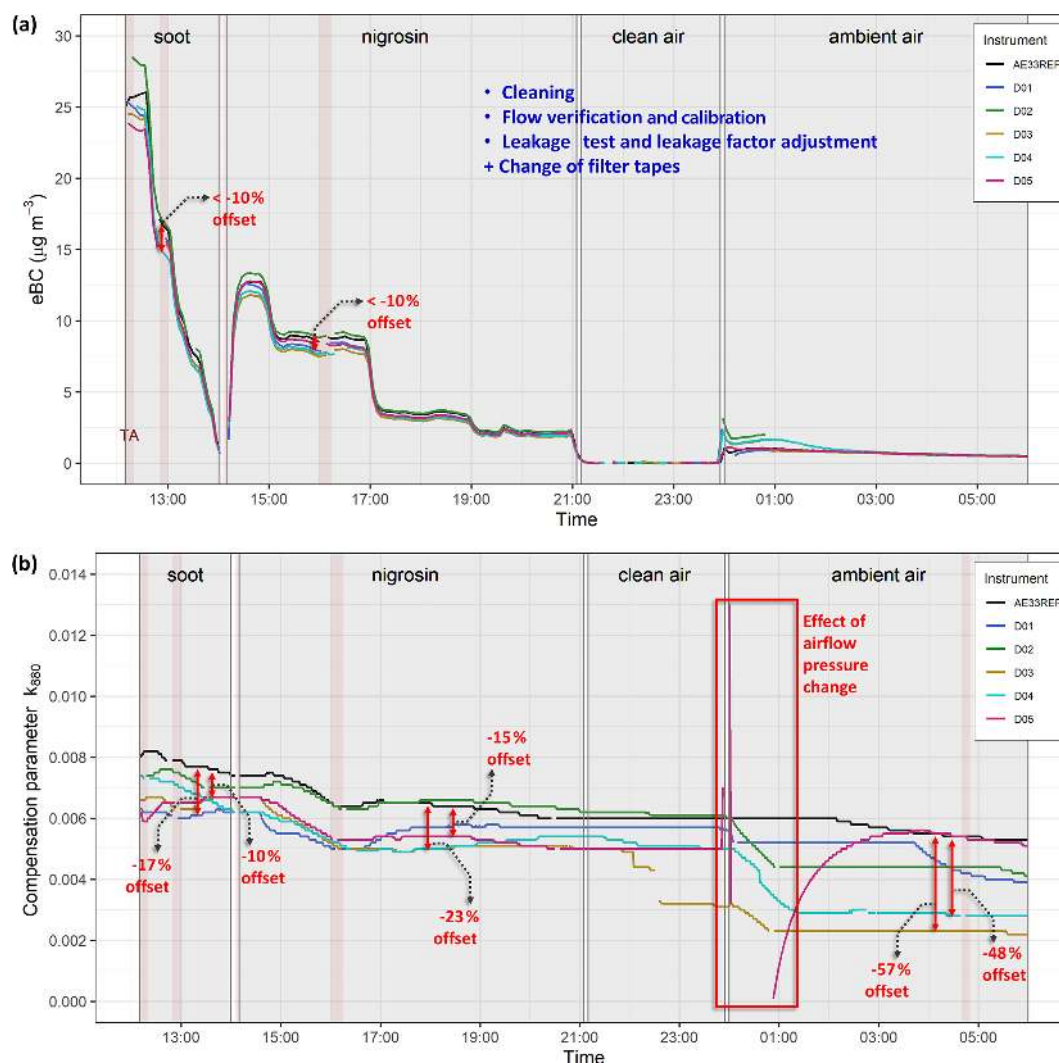 (a)
soot
nigrosin
clean air
ambient air
Instrument
AE33REF
D01
D02
D03
D04
D05
• Cleaning
• Flow verification and calibration
• Leakage test and leakage factor adjustment
+ Change of filter tapes
< -10%
offset
< -10%
offset
TA
eBC (µg m⁻³)
30
25
20
15
10
5
0
13:00
15:00
17:00
19:00
21:00
23:00
01:00
03:00
05:00
Time
(b)
soot
nigrosin
clean air
ambient air
Instrument
AE33REF
D01
D02
D03
D04
D05
Effect of
airflow
pressure
change
-15%
offset
-17%
offset
-10%
offset
-23%
offset
-57%
offset
-48%
offset
Compensation parameter k₈₈₀
0.014
0.012
0.010
0.008
0.006
0.004
0.002
0.000
13:00
15:00
17:00
19:00
21:00
23:00
01:00
03:00
05:00
Time